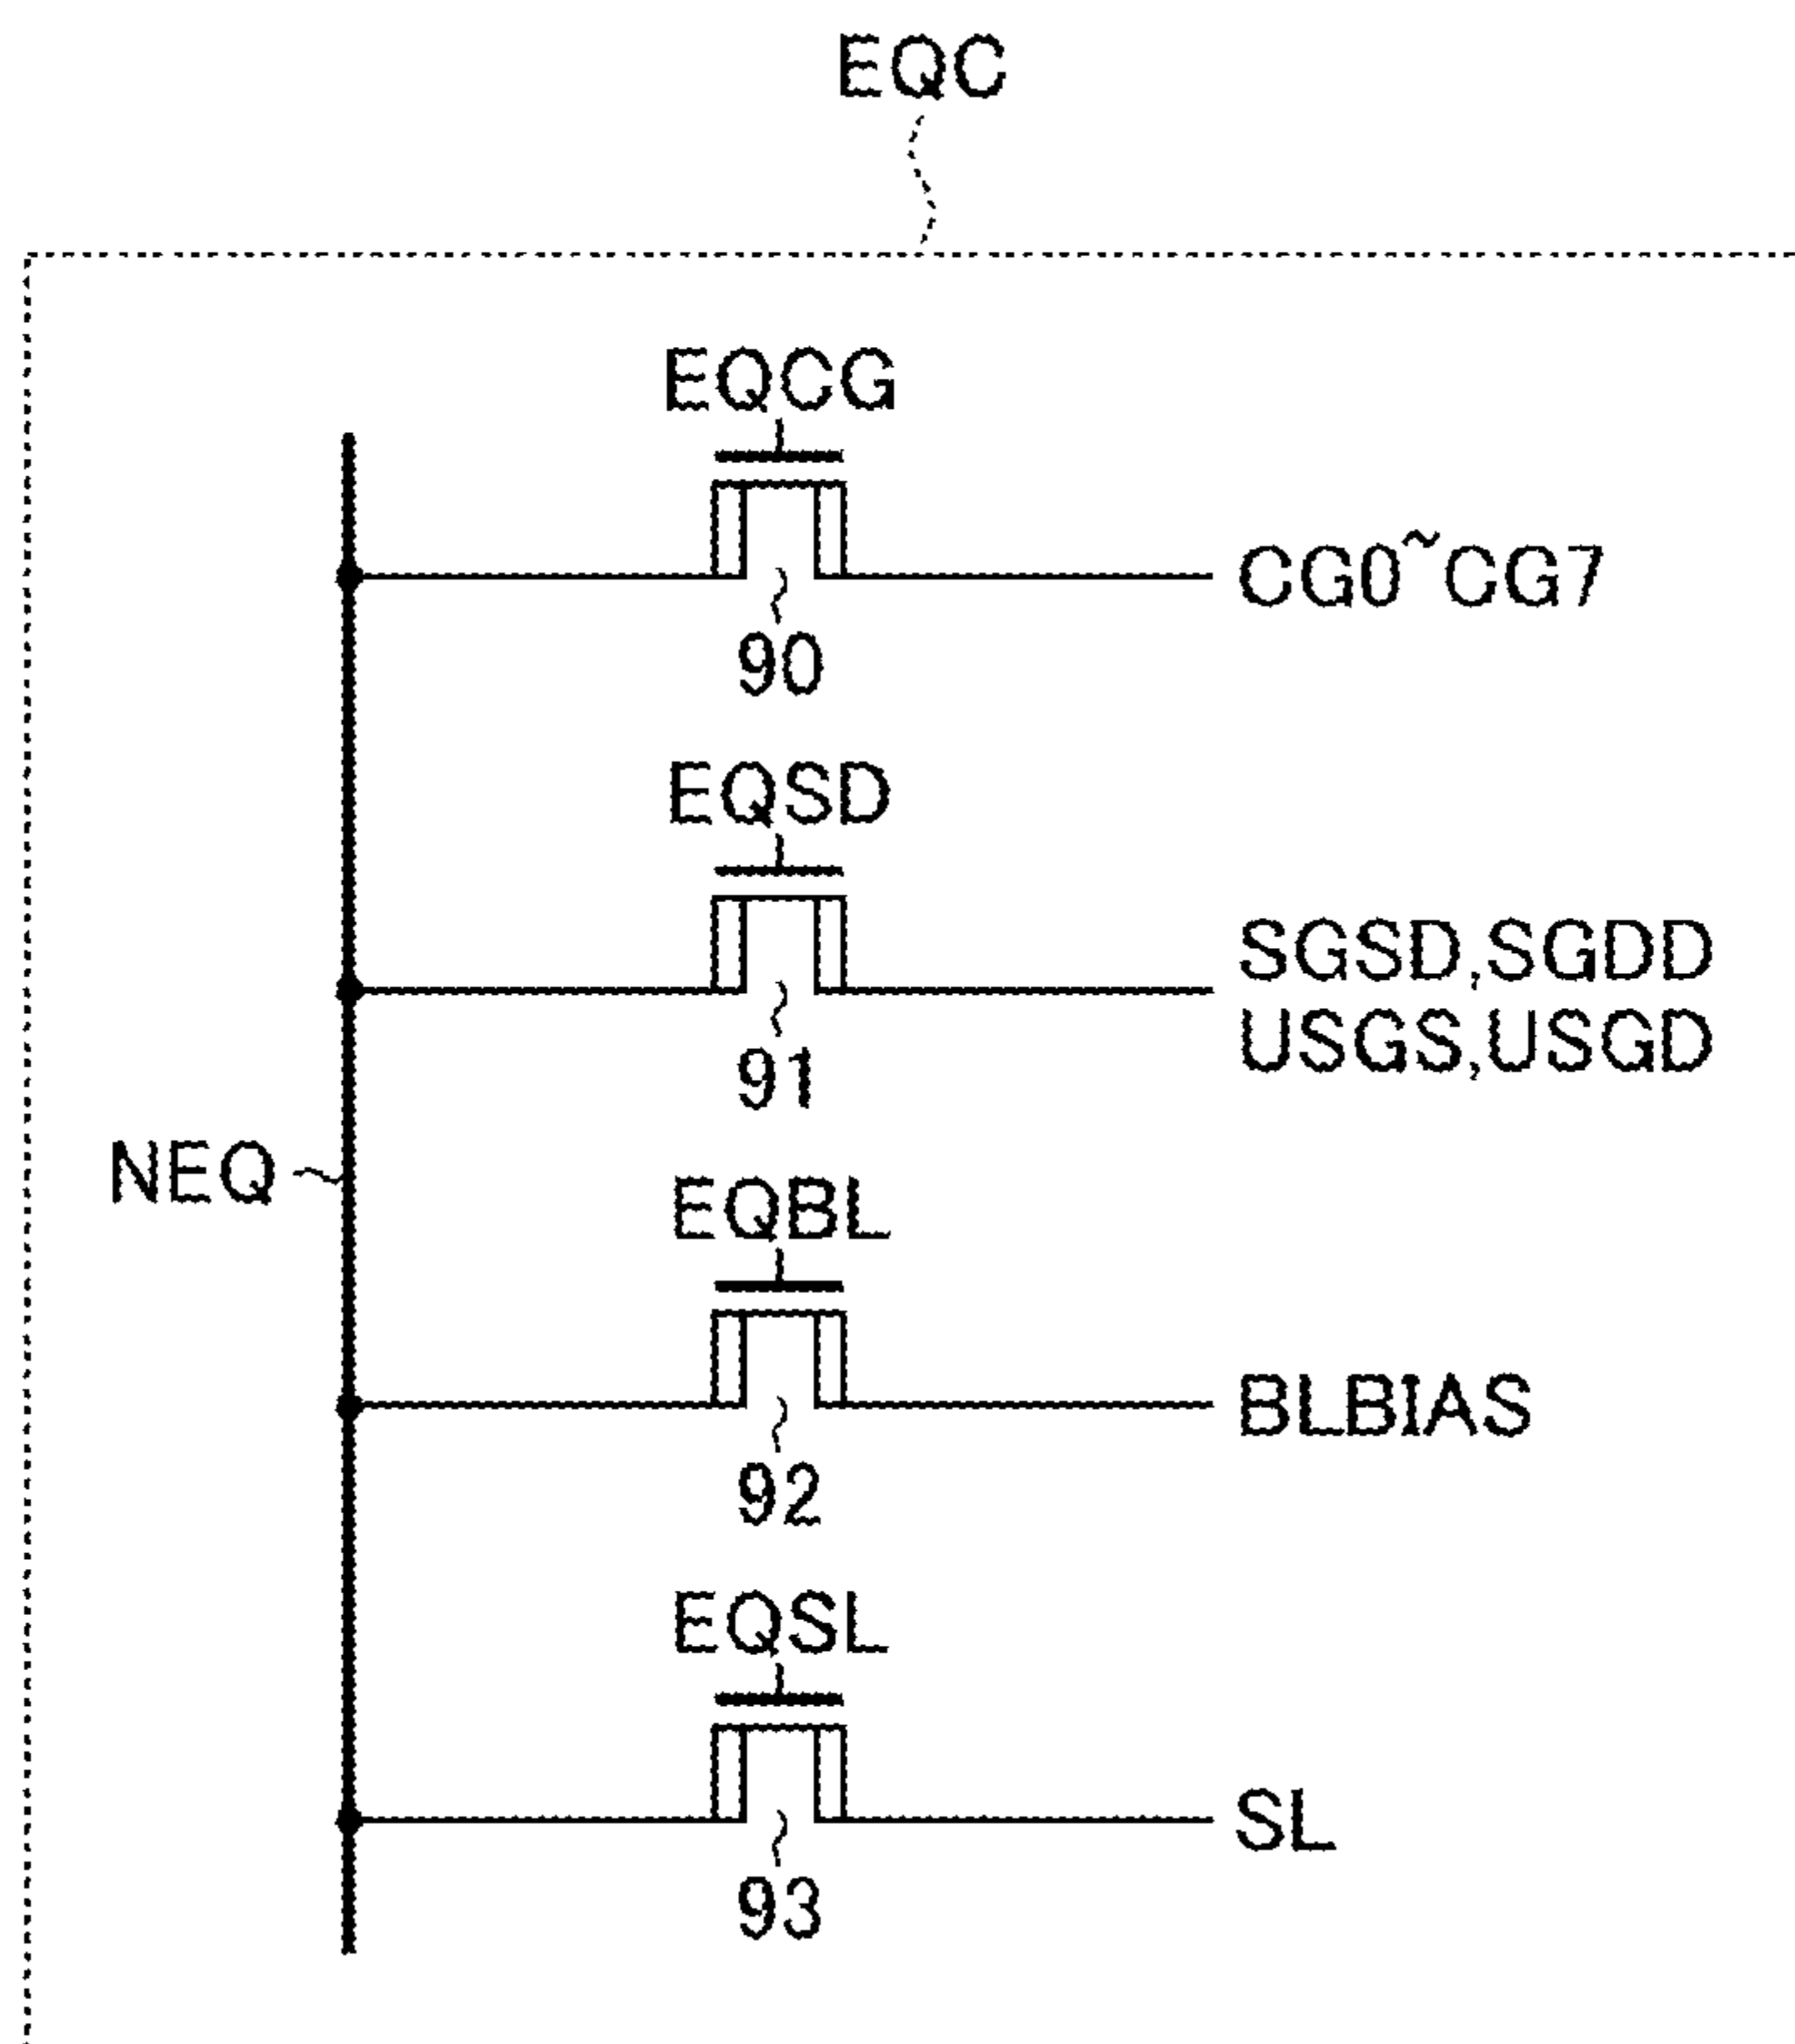 EQC
EQCG
CG0~CG7
90
EQSD
SGSD,SGDD
USGS,USGD
91
NEQ
EQBL
BLBIAS
92
EQSL
SL
93